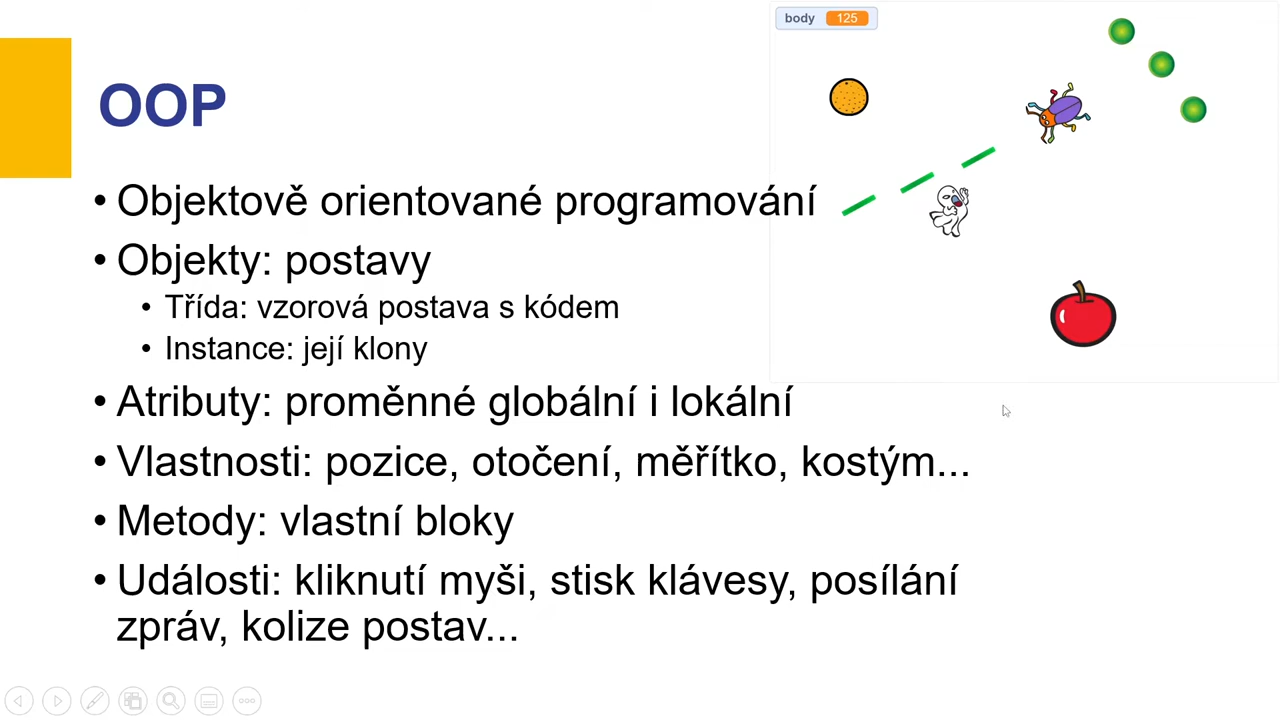 body 125
OOP
• Objektově orientované programování
• Objekty: postavy
• Třída: vzorová postava s kódem
• Instance: její klony
• Atributy: proměnné globální i lokální
• Vlastnosti: pozice, otočení, měřítko, kostým...
• Metody: vlastní bloky
• Události: kliknutí myši, stisk klávesy, posílání
zpráv, kolize postav...